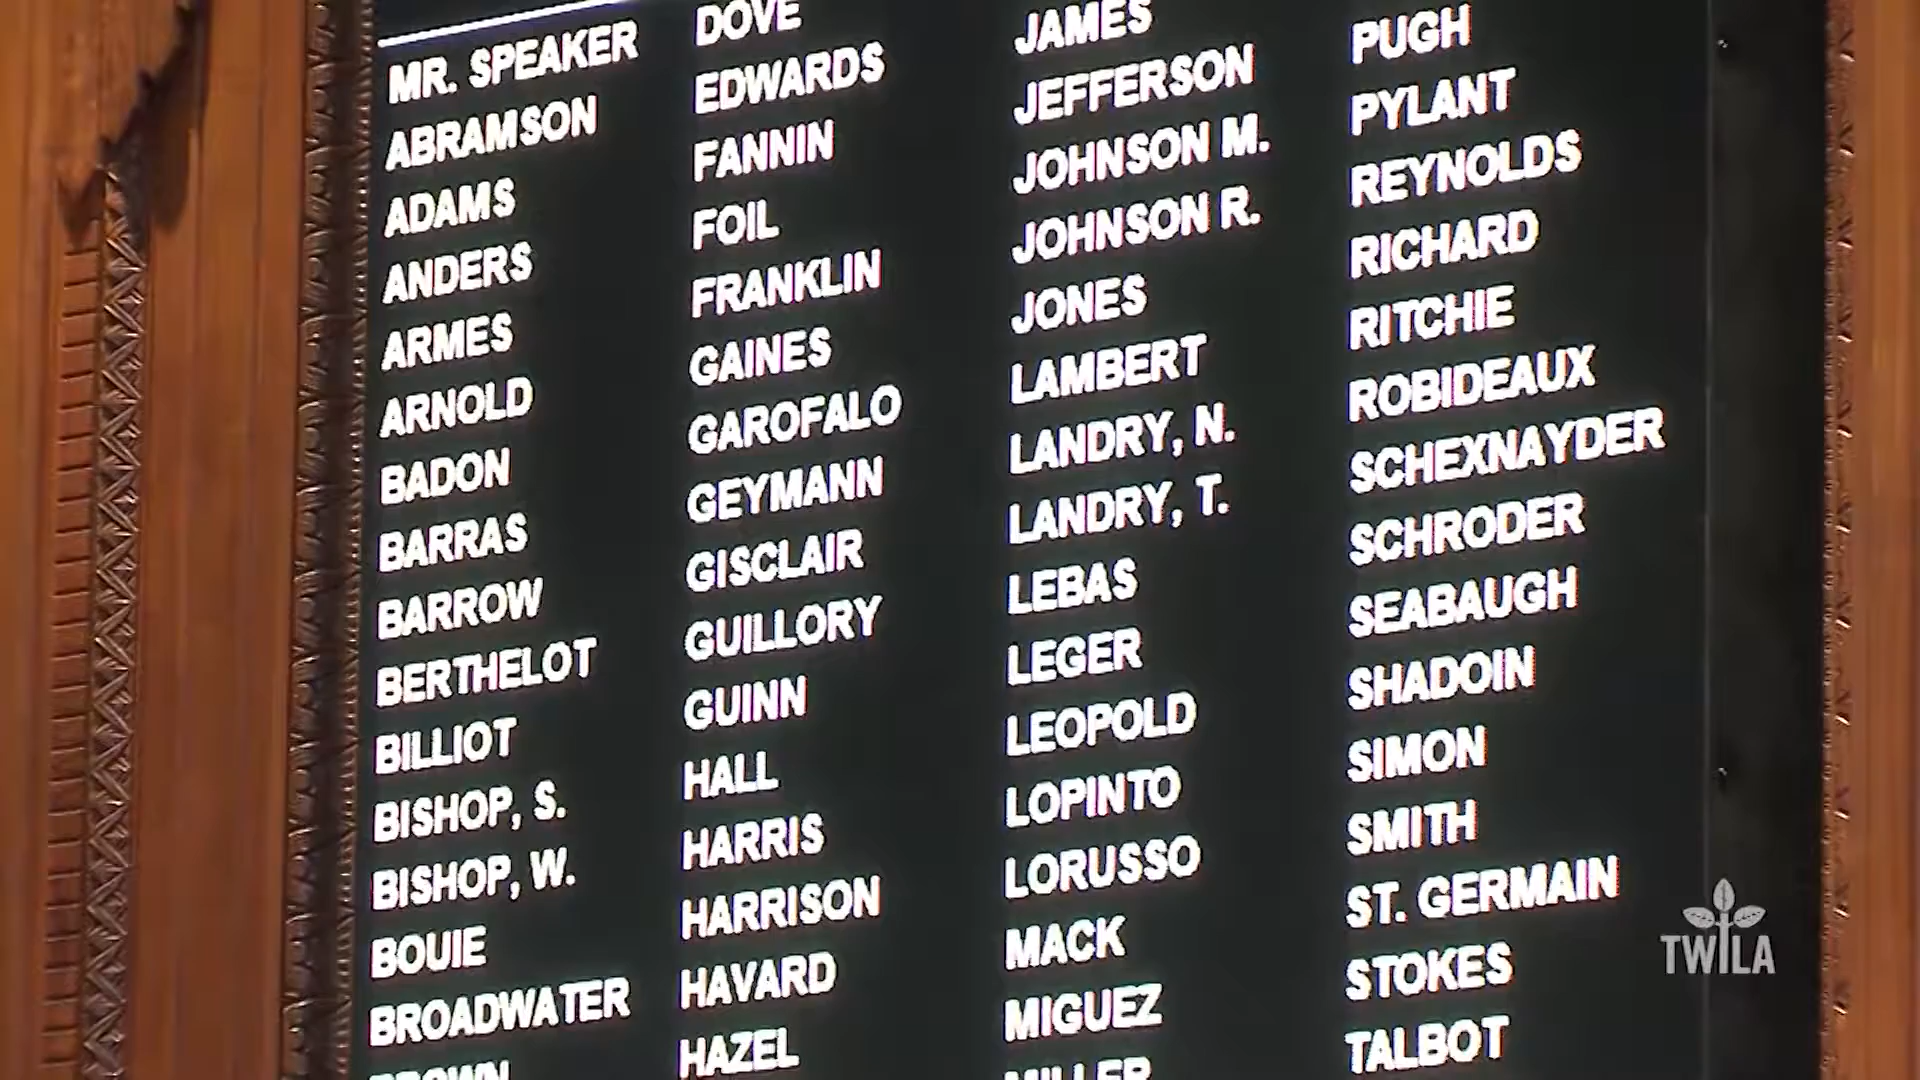 MR. SPEAKER
ABRAMSON
ADAMS
ANDERS
ARMES
ARNOLD
BADON
BARRAS
BARROW
BERTHELOT
BILLIOT
BISHOP, S.
BISHOP, W.
BOUIE
BROADWATER
BROWN
DOVE
EDWARDS
FANNIN
FOIL
FRANKLIN
GAINES
GAROFALO
GEYMANN
GISCLAIR
GUILLORY
GUINN
HALL
HARRIS
HARRISON
HAVARD
HAZEL
JAMES
JEFFERSON
JOHNSON M.
JOHNSON R.
JONES
LAMBERT
LANDRY, N.
LANDRY, T.
LEBAS
LEGER
LEOPOLD
LOPINTO
LORUSSO
MACK
MIGUEZ
MILLER
PUGH
PYLANT
REYNOLDS
RICHARD
RITCHIE
ROBIDEAUX
SCHEXNAYDER
SCHRODER
SEABAUGH
SHADOIN
SIMON
SMITH
ST. GERMAIN
STOKES
TALBOT
TWILA